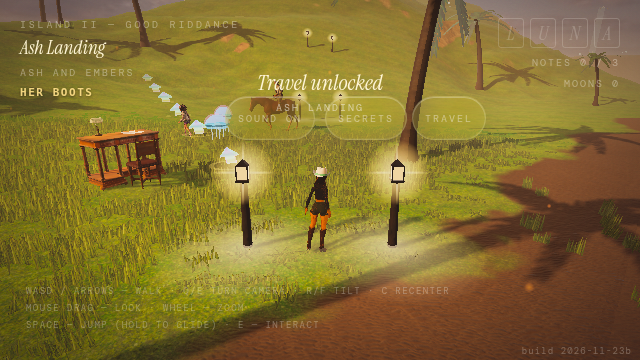 ISLAND II — GOOD RIDDANCE
Ash Landing
ASH AND EMBERS
HER BOOTS
L U N A
NOTES 0 / 3
MOONS 0
Travel unlocked
ASH LANDING
SOUND
SECRETS
TRAVEL
WASD / ARROWS — WALK
R/F TILT · C RECENTER
MOUSE DRAG — LOOK · WHEEL — ZOOM
SPACE — JUMP (HOLD TO GLIDE) · E — INTERACT
build 2026-11-23b